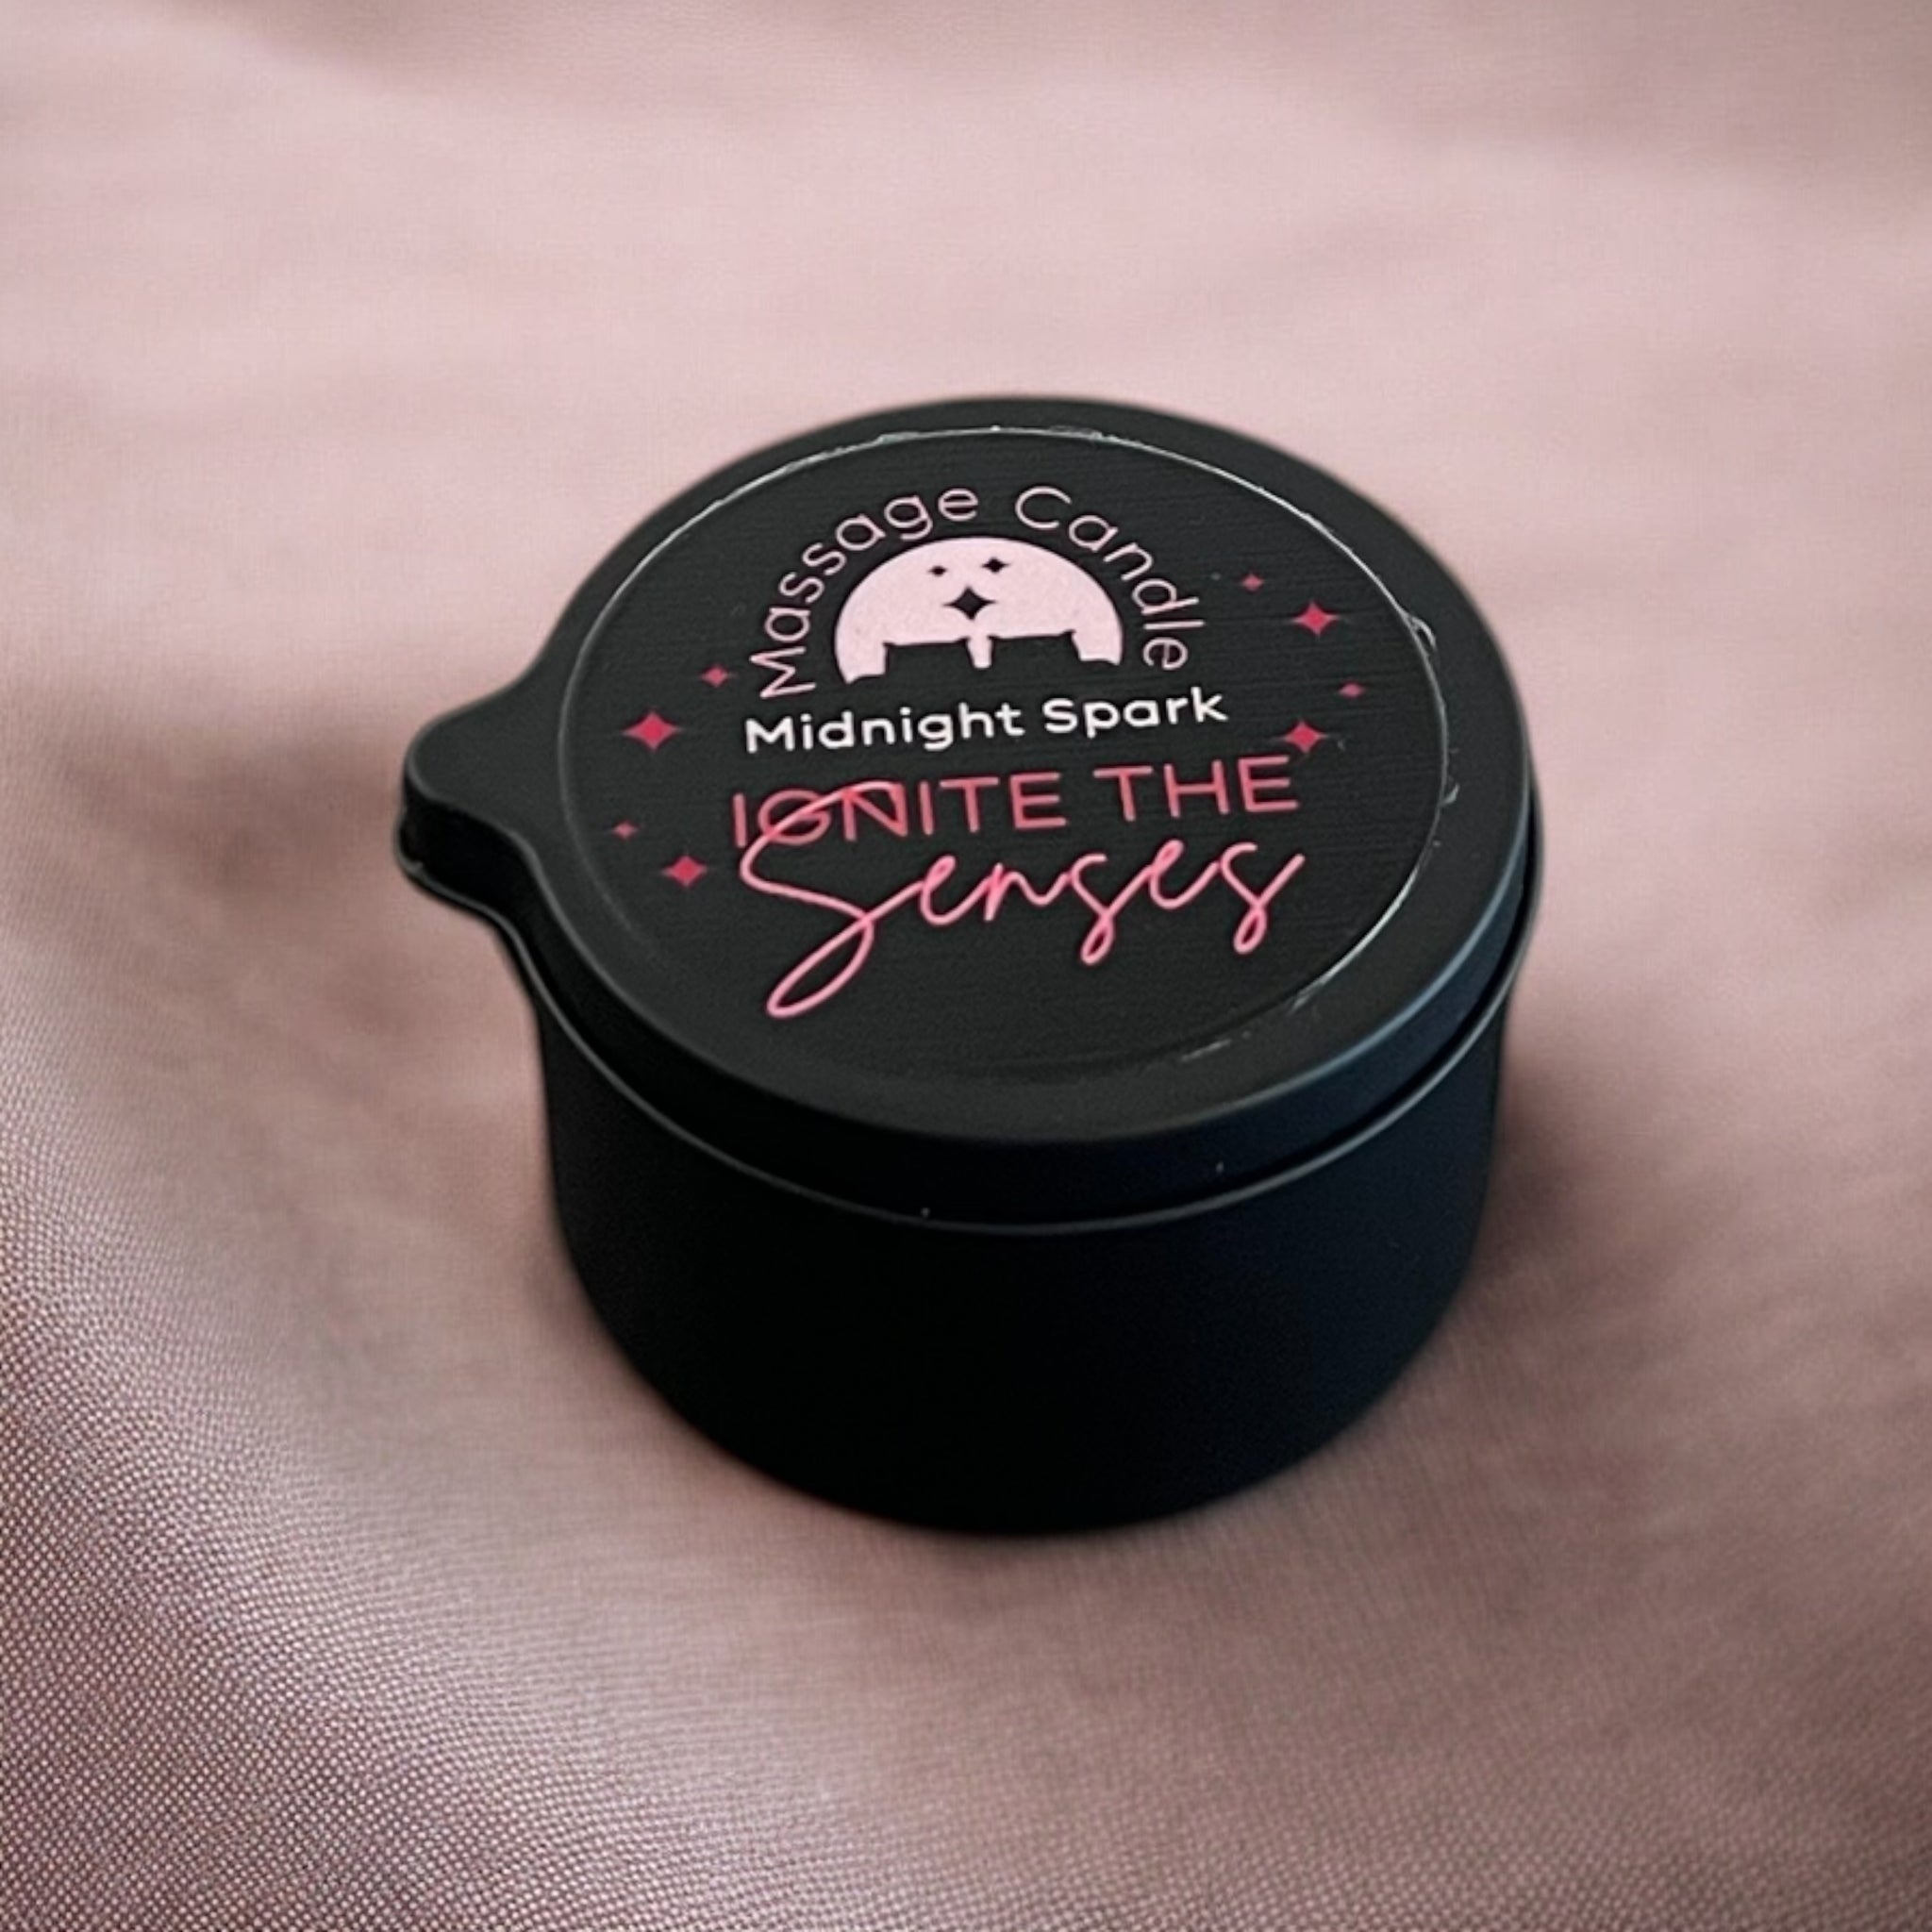 Massage Candle
Midnight Spark
IGNITE THE
Senses